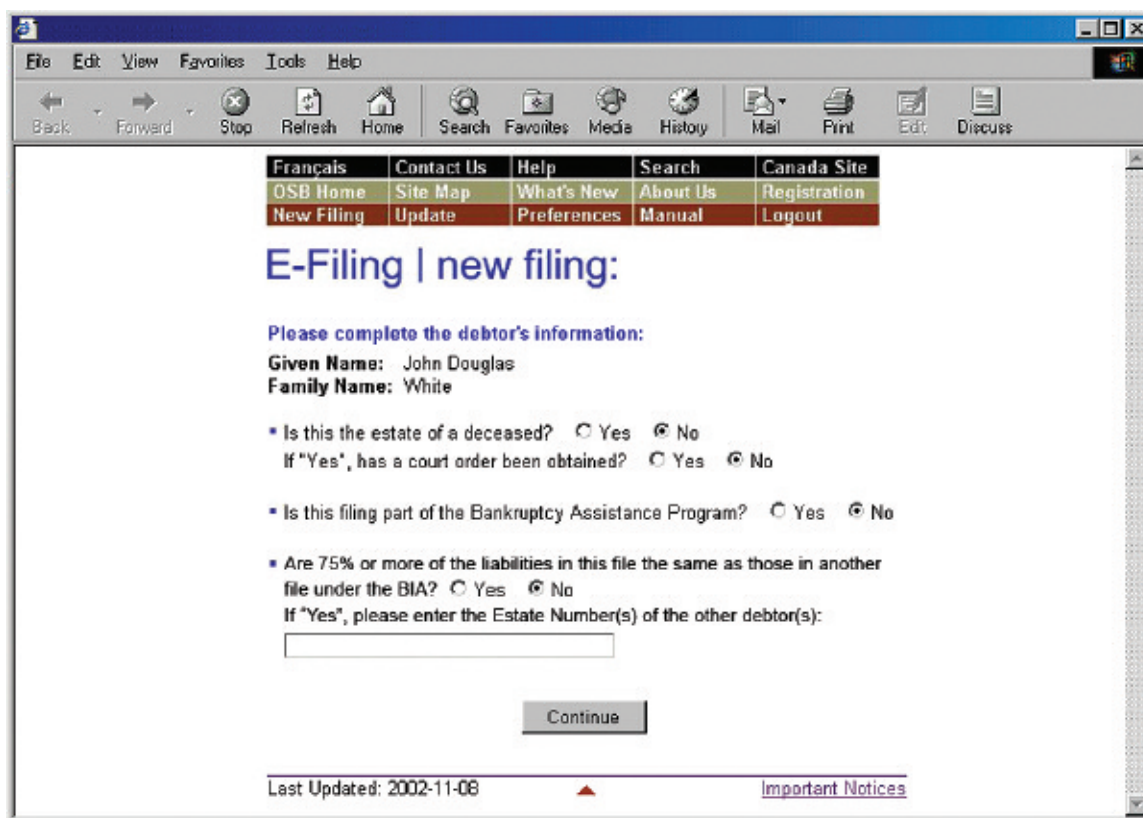 File Edit View Favorites Tools Help
Back Forward Stop Refresh Home Search Favorites Media History Mail Print Edit Discuss
Français Contact Us Help Search Canada Site
OSB Home Site Map What's New About Us Registration
New Filing Update Preferences Manual Logout
E-Filing | new filing:
Please complete the debtor's information:
Given Name: John Douglas
Family Name: White
▪ Is this the estate of a deceased? Yes No
If "Yes", has a court order been obtained? Yes No
▪ Is this filing part of the Bankruptcy Assistance Program? Yes No
▪ Are 75% or more of the liabilities in this file the same as those in another
file under the BIA? Yes No
If "Yes", please enter the Estate Number(s) of the other debtor(s):
Continue
Last Updated: 2002-11-08 Important Notices